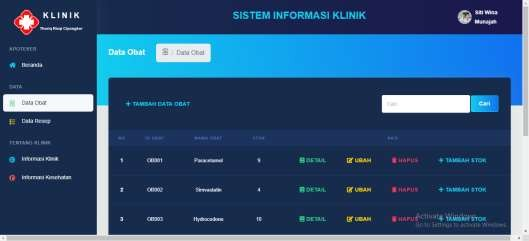 KLINIK
SISTEM INFORMASI KLINIK
Siti Wina
Munajah
APOTEKER
Beranda
Data Obat
/ Data Obat
DATA
Data Obat
Data Resep
TENTANG KLINIK
Informasi Klinik
Informasi Kesehatan
+ TAMBAH DATA OBAT
Cari
Cari
NO ID OBAT NAMA OBAT STOK AKSI
1 OB001 Paracetamol 9 DETAIL UBAH HAPUS + TAMBAH STOK
2 OB002 Simvastatin 4 DETAIL UBAH HAPUS + TAMBAH STOK
3 OB003 Hydrocodone 10 DETAIL UBAH HAPUS + TAMBAH STOK
Activate Windows
Go to Settings to activate Windows.